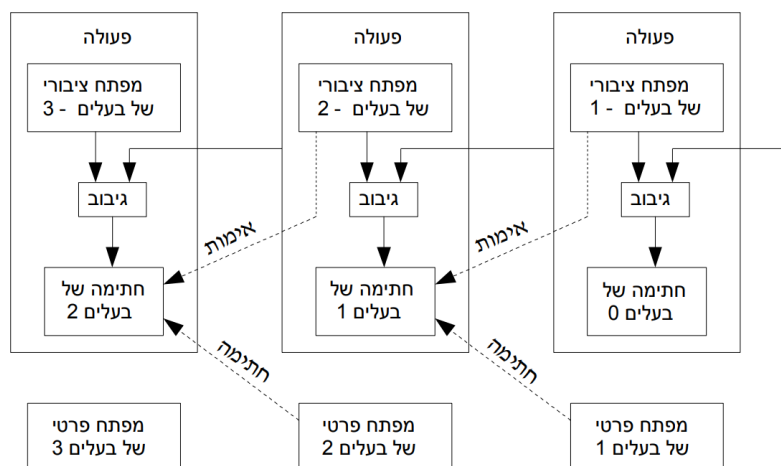 פעולה
פעולה
פעולה
מפתח ציבורי
של בעלים - 1
מפתח ציבורי
של בעלים - 2
מפתח ציבורי
של בעלים - 3
גיבוב
גיבוב
גיבוב
אימות
אימות
חתימה של
בעלים 0
חתימה של
בעלים 1
חתימה של
בעלים 2
חתימה
חתימה
מפתח פרטי
של בעלים 1
מפתח פרטי
של בעלים 2
מפתח פרטי
של בעלים 3